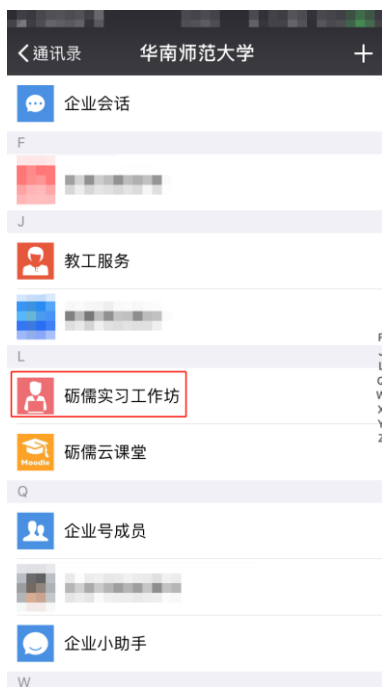 通讯录 华南师范大学 +
企业会话
F
J
教工服务
L
砺儒实习工作坊
Moodle 砺儒云课堂
Q
企业号成员
企业小助手
W